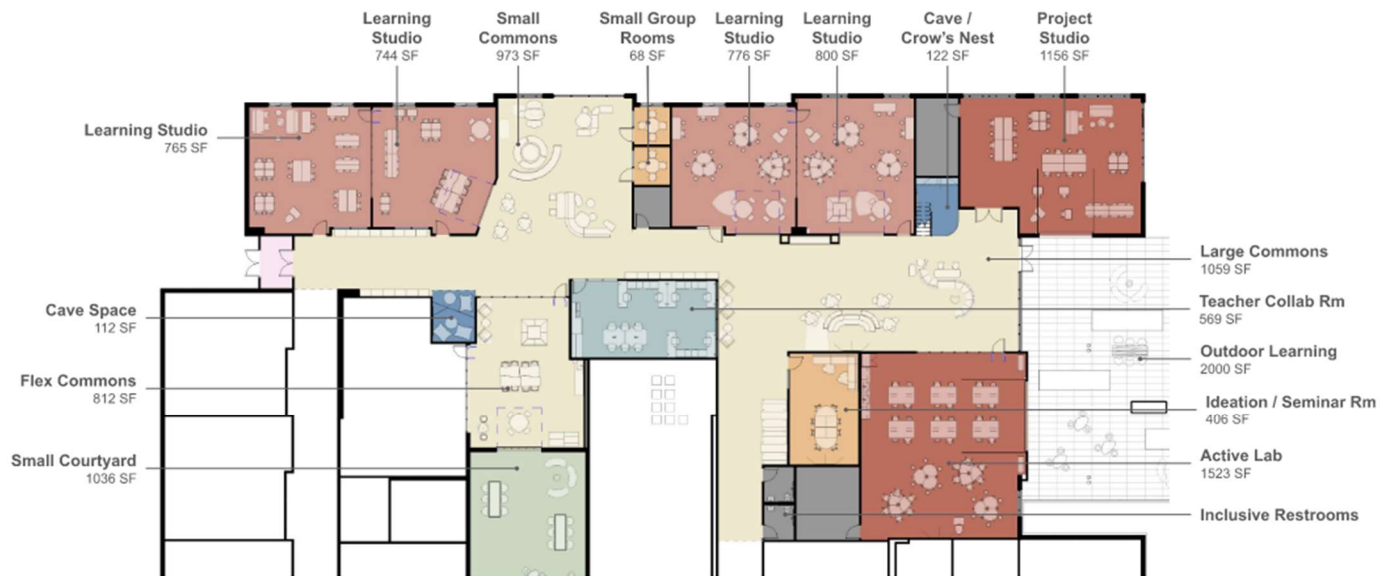 Learning
Studio
744 SF
Small
Commons
973 SF
Small Group
Rooms
68 SF
Learning
Studio
776 SF
Learning
Studio
800 SF
Cave /
Crow's Nest
122 SF
Project
Studio
1156 SF
Learning Studio
765 SF
Cave Space
112 SF
Flex Commons
812 SF
Small Courtyard
1036 SF
Large Commons
1059 SF
Teacher Collab Rm
569 SF
Outdoor Learning
2000 SF
Ideation / Seminar Rm
406 SF
Active Lab
1523 SF
Inclusive Restrooms